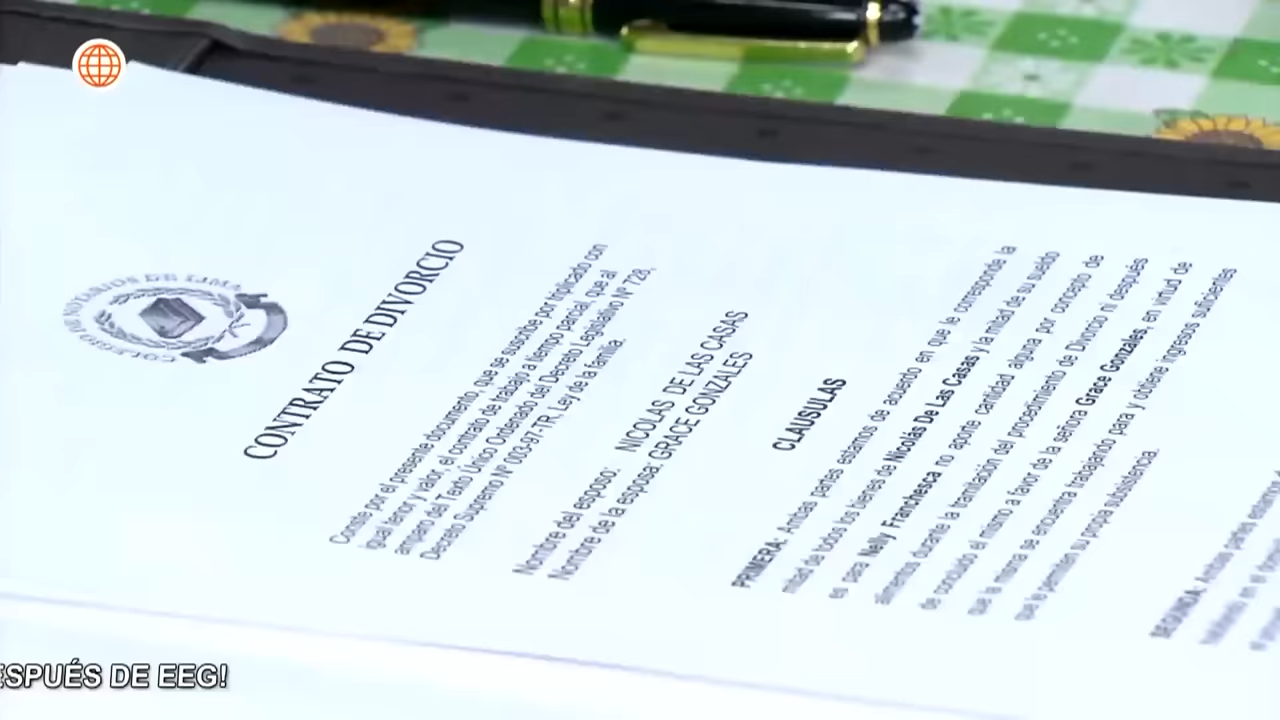 COLEGIO DE NOTARIOS DE LIMA
CONTRATO DE DIVORCIO
Conste por el presente documento, que se suscribe por triplicado con
igual tenor y valor, el contrato de trabajo a tiempo parcial, que al
amparo del Texto Único Ordenado del Decreto Legislativo Nº 728,
Decreto Supremo Nº 003-97-TR, Ley de la familia.
Nombre del esposo: NICOLAS DE LAS CASAS
Nombre de la esposa: GRACE GONZALES
CLAUSULAS
PRIMERA: Ambas partes estamos de acuerdo en que le corresponde la
mitad de todos los bienes de Nicolás De Las Casas y la mitad de su sueldo
es para Nelly Franchesca no aporte cantidad alguna por concepto de
alimentos durante la tramitación del procedimiento de Divorcio ni después
de concluido el mismo a favor de la señora Grace Gonzales, en virtud de
que la misma se encuentra trabajando para y obtiene ingresos suficientes
que le permiten su propia subsistencia.
SEGUNDA: Ambas partes
ESPUÉS DE EEG!